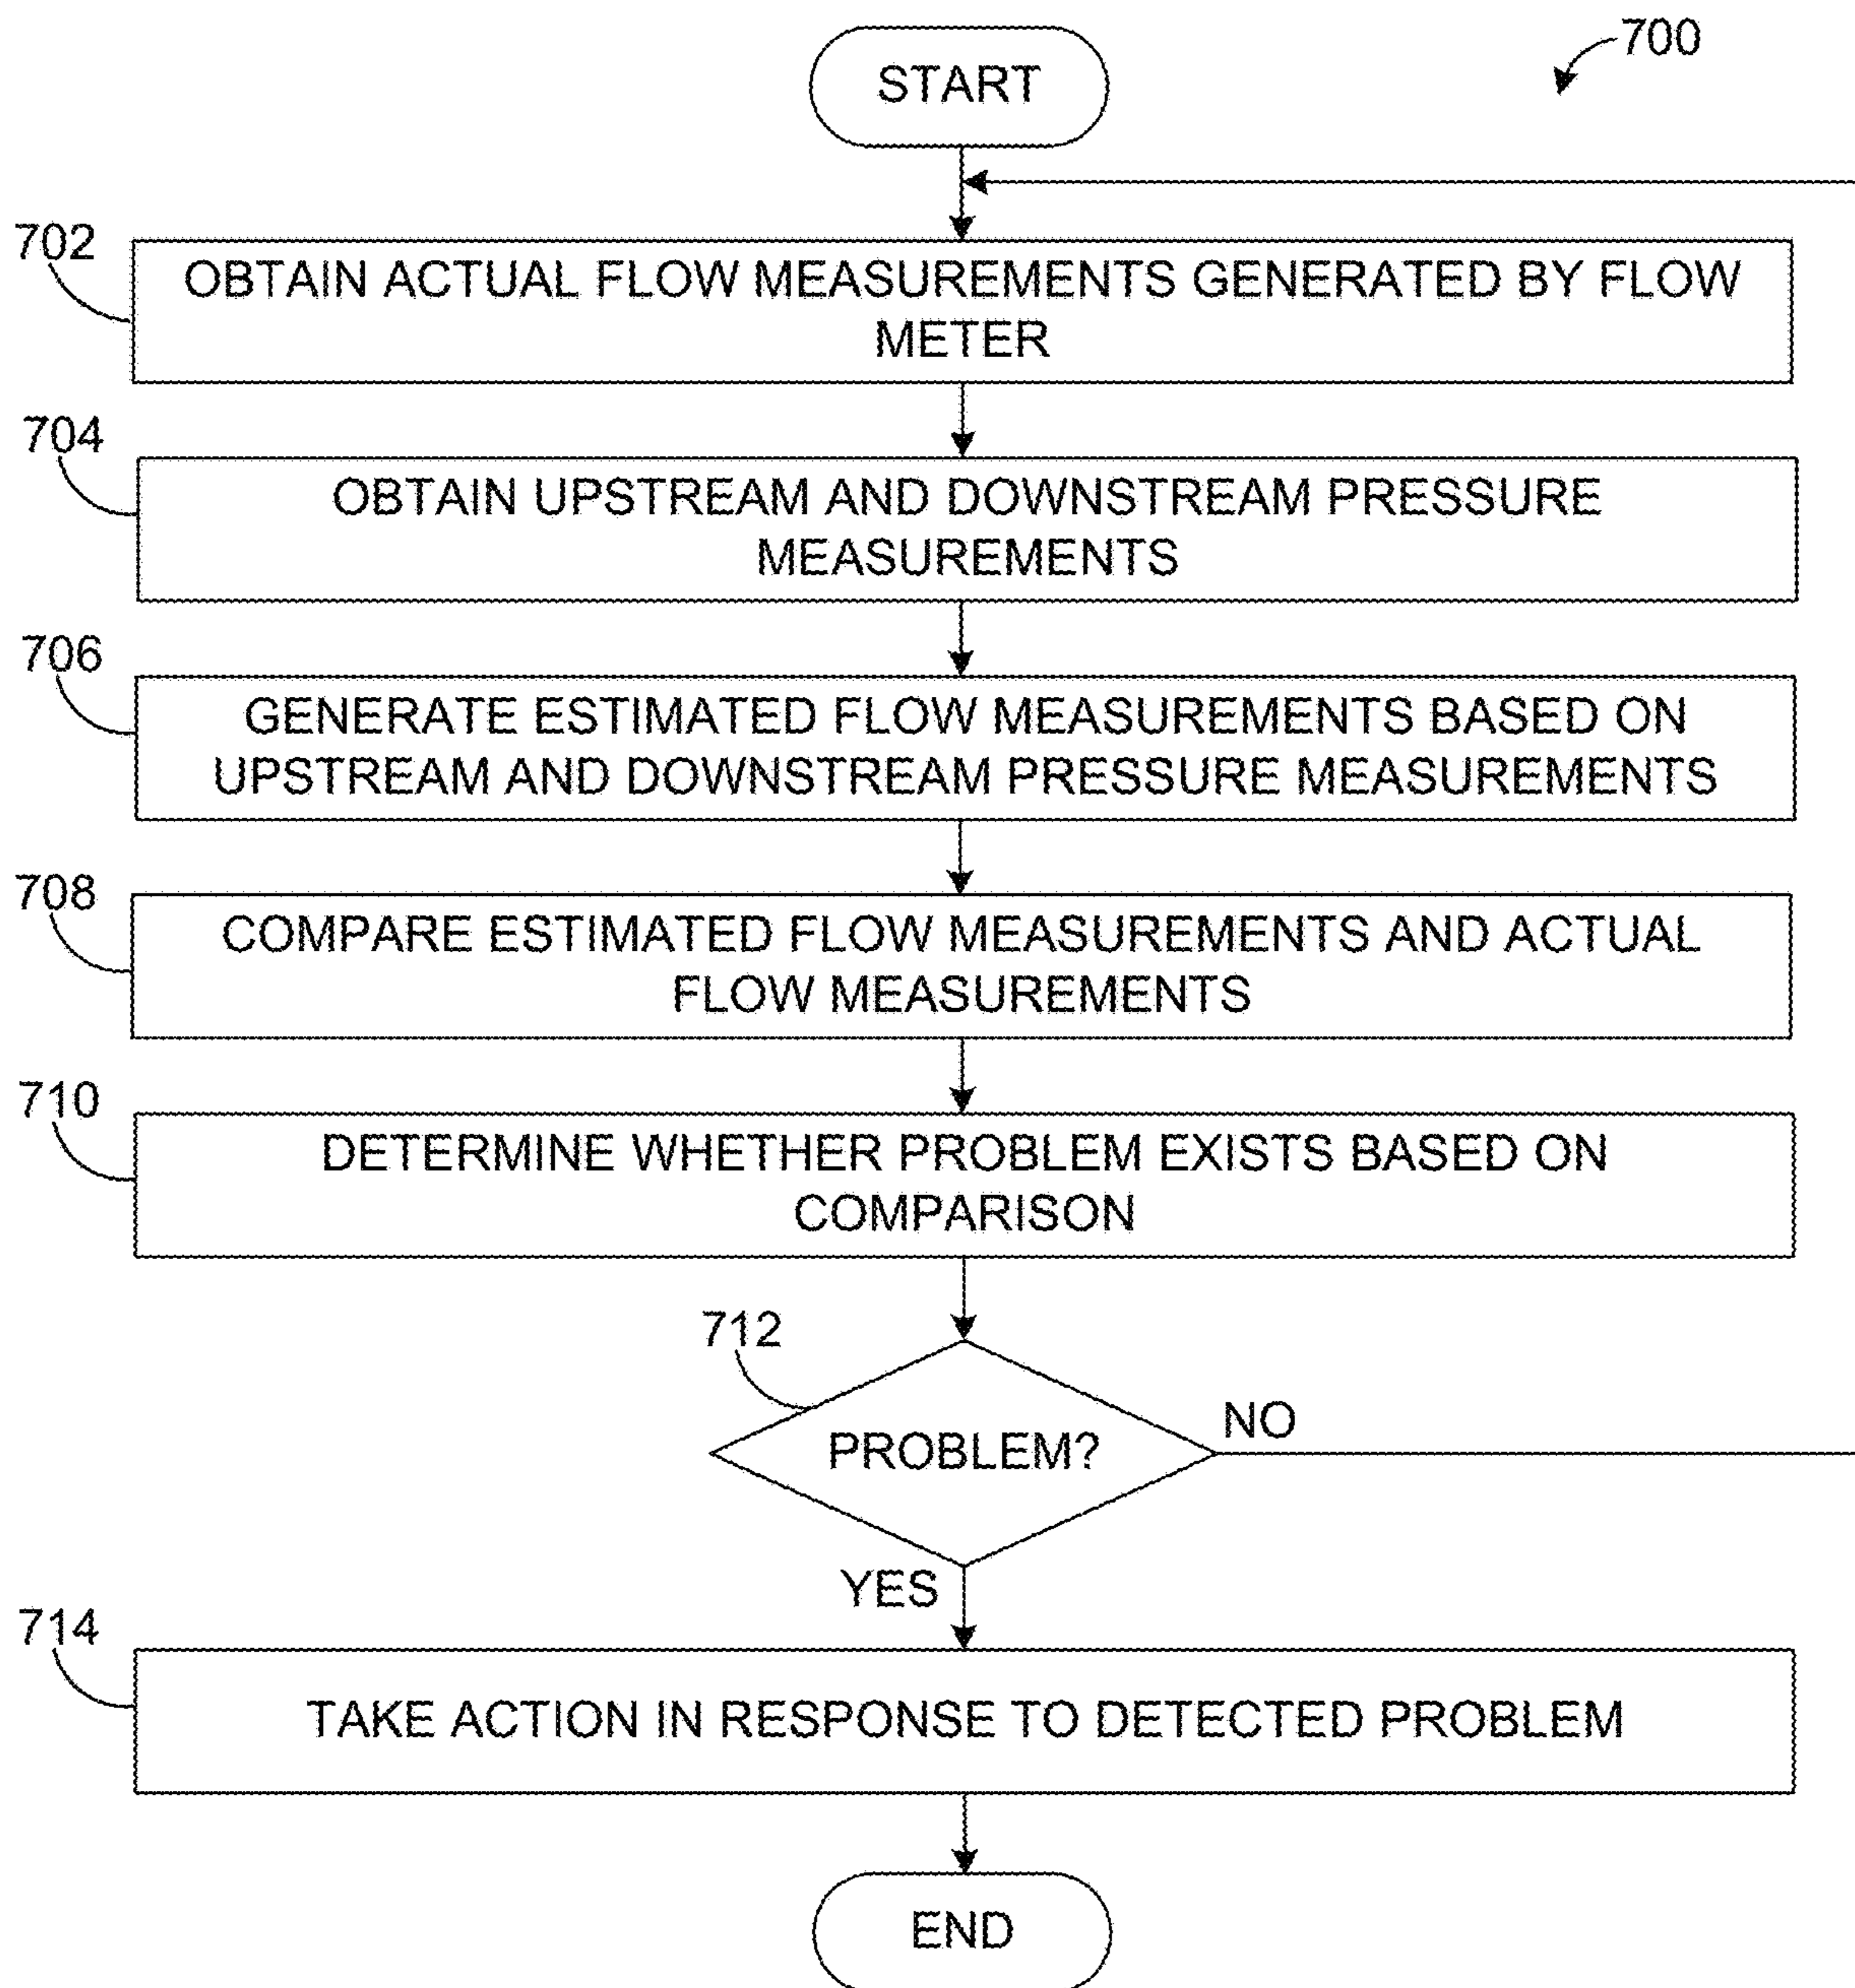 START
700
702
OBTAIN ACTUAL FLOW MEASUREMENTS GENERATED BY FLOW
METER
704
OBTAIN UPSTREAM AND DOWNSTREAM PRESSURE
MEASUREMENTS
706
GENERATE ESTIMATED FLOW MEASUREMENTS BASED ON
UPSTREAM AND DOWNSTREAM PRESSURE MEASUREMENTS
708
COMPARE ESTIMATED FLOW MEASUREMENTS AND ACTUAL
FLOW MEASUREMENTS
710
DETERMINE WHETHER PROBLEM EXISTS BASED ON
COMPARISON
712
PROBLEM?
NO
YES
714
TAKE ACTION IN RESPONSE TO DETECTED PROBLEM
END